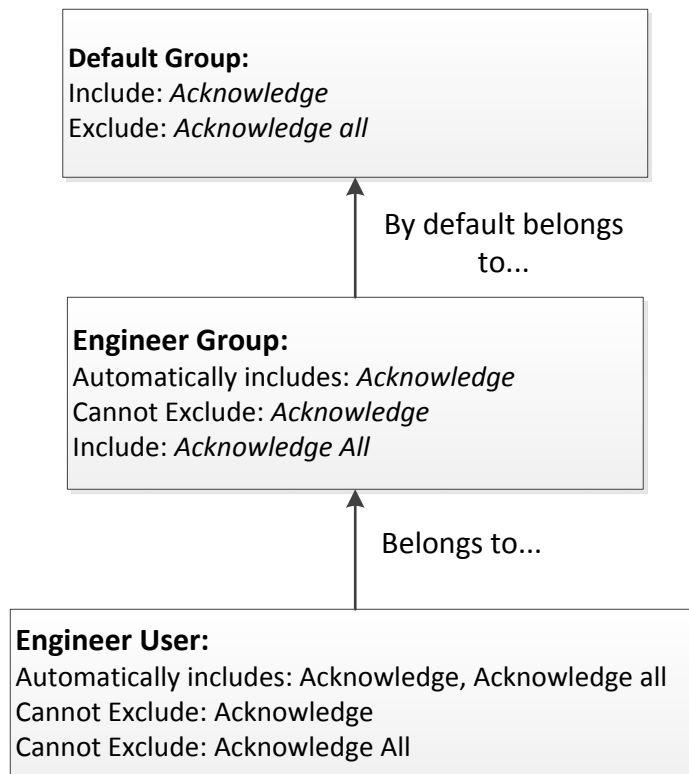 Default Group:
Include: Acknowledge
Exclude: Acknowledge all
By default belongs
to...
Engineer Group:
Automatically includes: Acknowledge
Cannot Exclude: Acknowledge
Include: Acknowledge All
Belongs to...
Engineer User:
Automatically includes: Acknowledge, Acknowledge all
Cannot Exclude: Acknowledge
Cannot Exclude: Acknowledge All